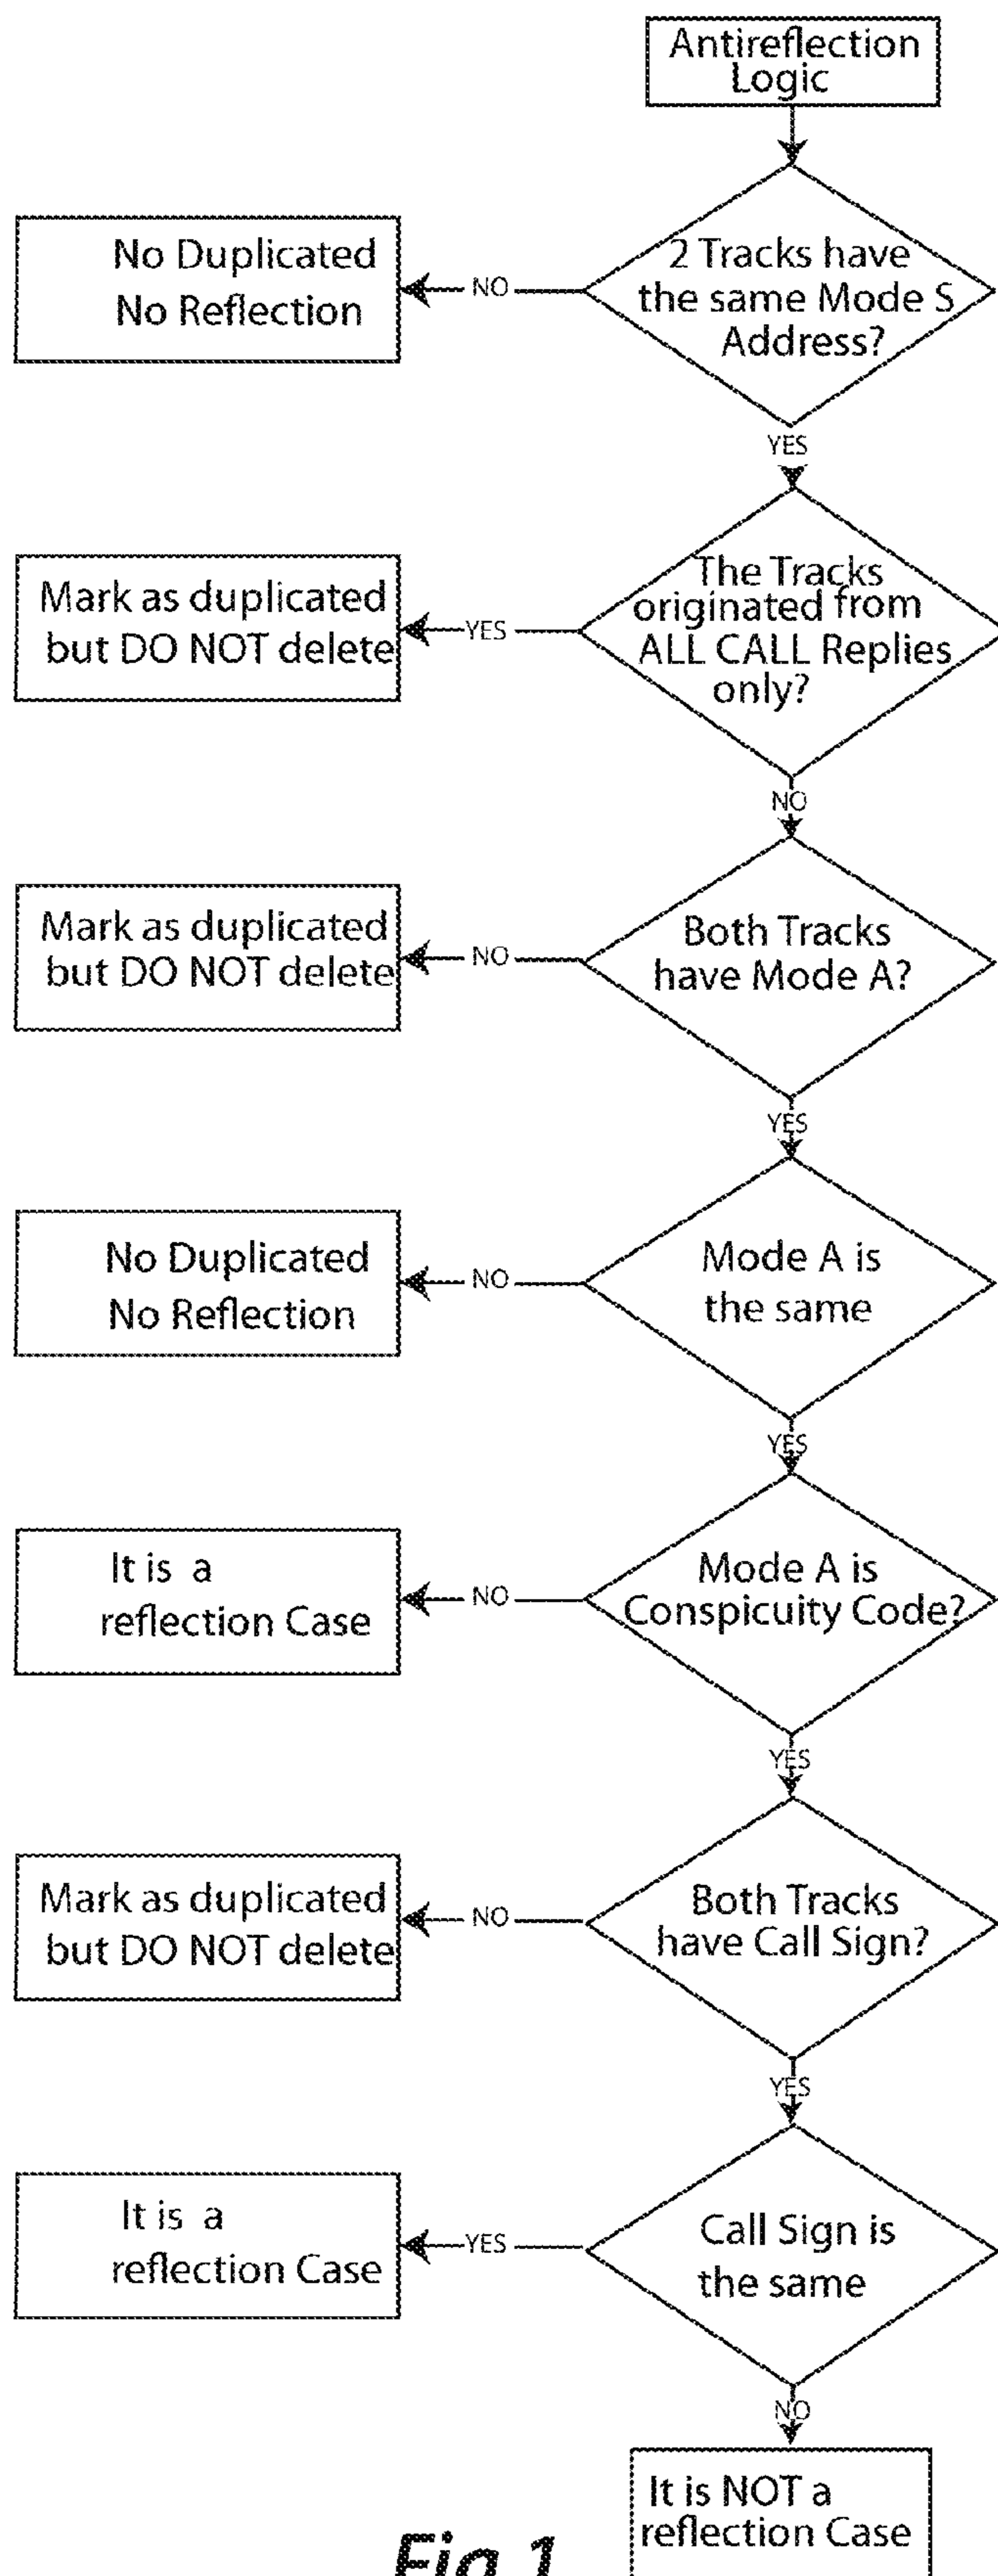 Antireflection
Logic
2 Tracks have
the same Mode S
Address?
NO
No Duplicated
No Reflection
YES
The Tracks
originated from
ALL CALL Replies
only?
YES
Mark as duplicated
but DO NOT delete
NO
Both Tracks
have Mode A?
NO
Mark as duplicated
but DO NOT delete
YES
Mode A is
the same
NO
No Duplicated
No Reflection
YES
Mode A is
Conspicuity Code?
NO
It is a
reflection Case
YES
Both Tracks
have Call Sign?
NO
Mark as duplicated
but DO NOT delete
YES
Call Sign is
the same
YES
It is a
reflection Case
NO
It is NOT a
reflection Case
Fig 1